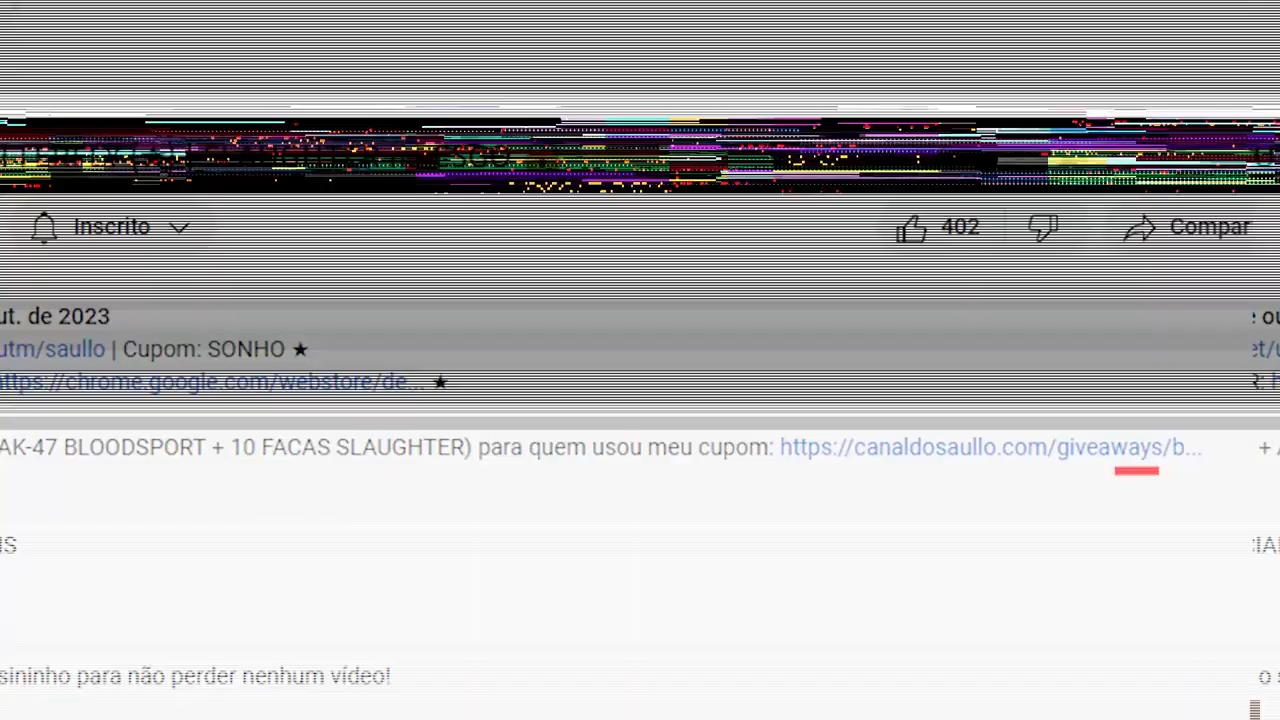 Inscrito
402
Compar
ut. de 2023
utm/saullo | Cupom: SONHO ★
https://chrome.google.com/webstore/de... ★
AK-47 BLOODSPORT + 10 FACAS SLAUGHTER) para quem usou meu cupom: https://canaldosaullo.com/giveaways/b...
IS
sininho para não perder nenhum vídeo!